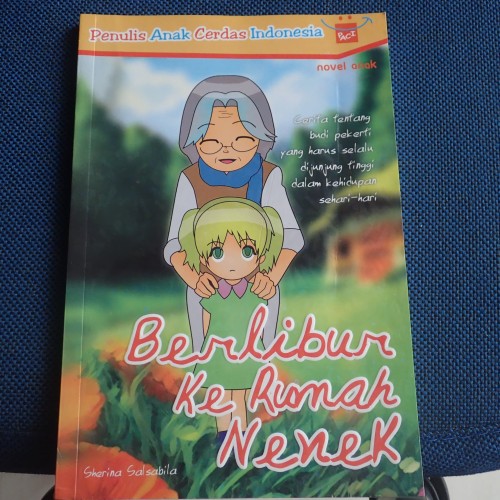 Penulis Anak Cerdas Indonesia
PACI
novel anak
Cerita tentang
budi pekerti
yang harus selalu
dijunjung tinggi
dalam kehidupan
sehari-hari
Berlibur
Ke Rumah
Nenek
Sherina Salsabila